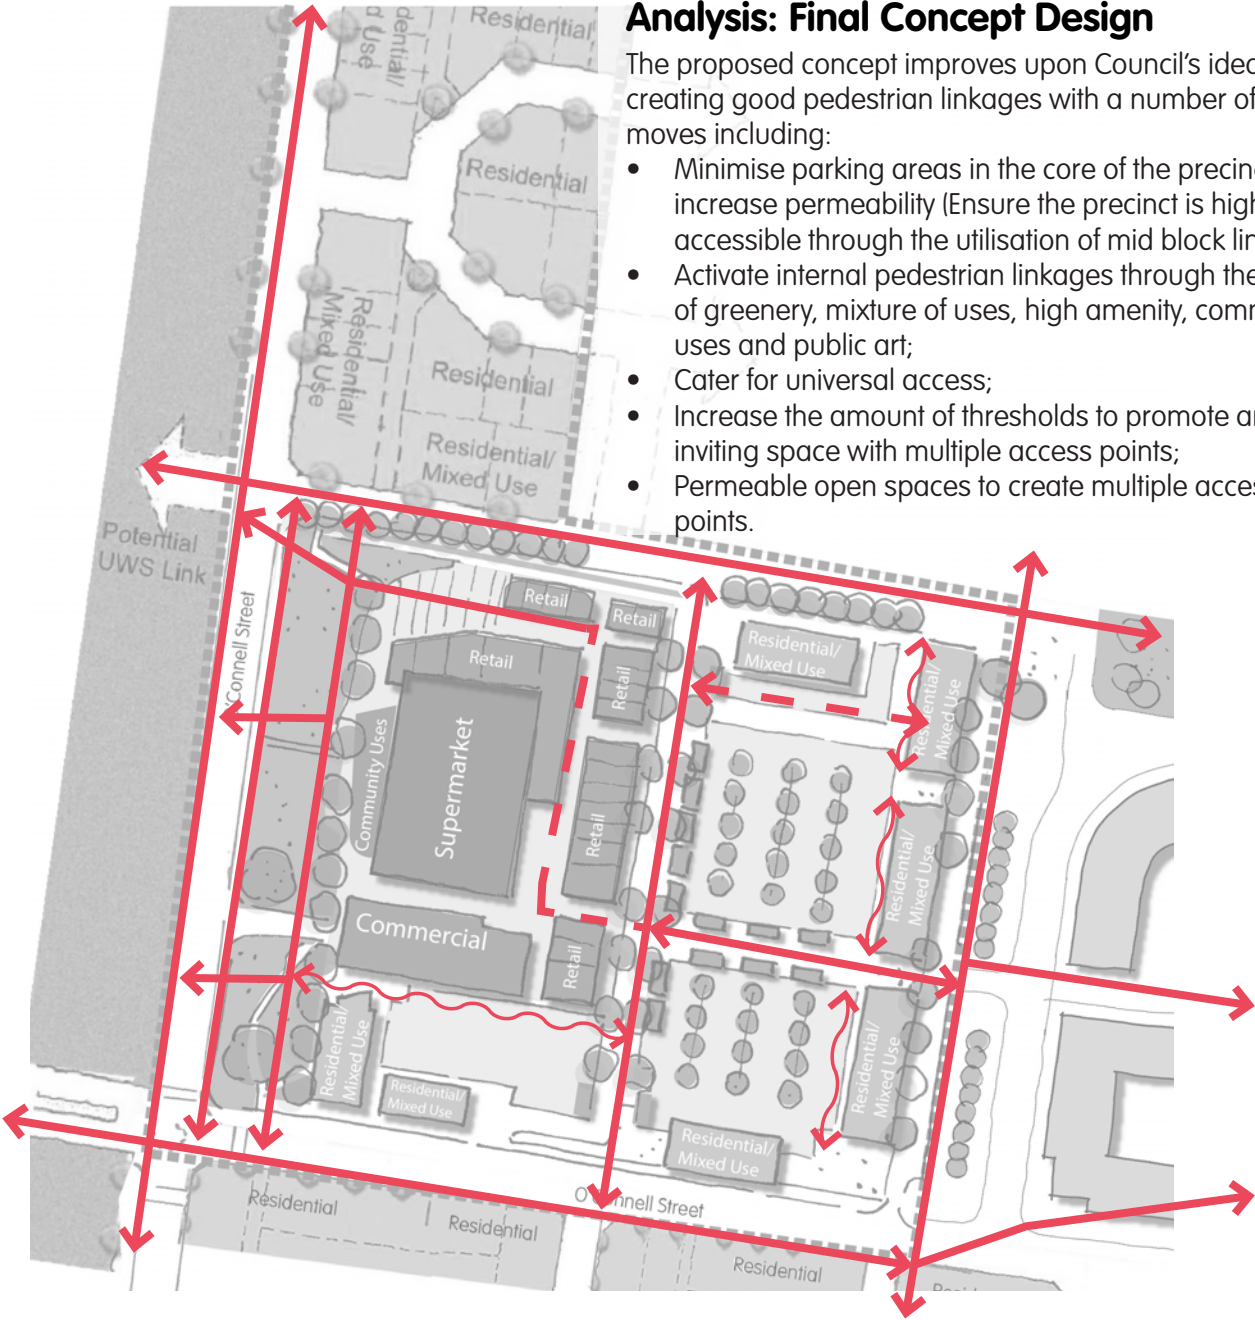 Analysis: Final Concept Design
The proposed concept improves upon Council's idea
creating good pedestrian linkages with a number of
moves including:
• Minimise parking areas in the core of the precin
increase permeability (Ensure the precinct is high
accessible through the utilisation of mid block lin
• Activate internal pedestrian linkages through the
of greenery, mixture of uses, high amenity, comm
uses and public art;
• Cater for universal access;
• Increase the amount of thresholds to promote an
inviting space with multiple access points;
• Permeable open spaces to create multiple acces
points.
Residential
dential/
d Use
Residential
Residential/
Mixed Use
Residential
Residential/
Mixed Use
Potential
UWS Link
'Connell Street
Retail
Retail
Retail
Retail
Community Uses
Supermarket
Retail
Commercial
Retail
Residential/
Mixed Use
Residential/
Mixed Use
Residential/
Mixed Use
Residential/
Mixed Use
Residential/
Mixed Use
Residential/
Mixed Use
Residential/
Mixed Use
O'Connell Street
Residential
Residential
Residential